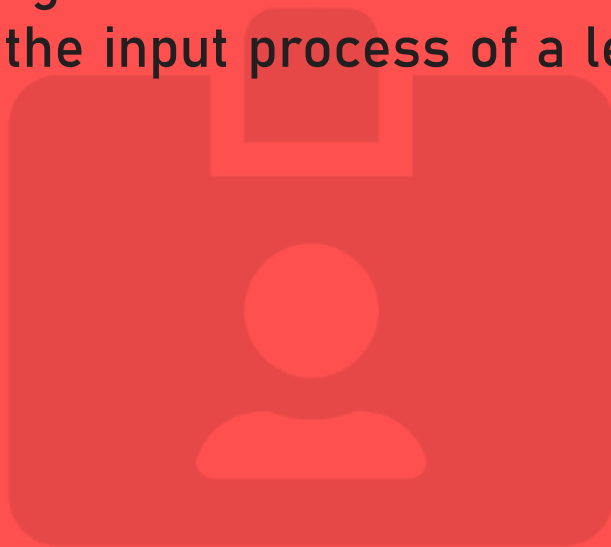 the input process of a